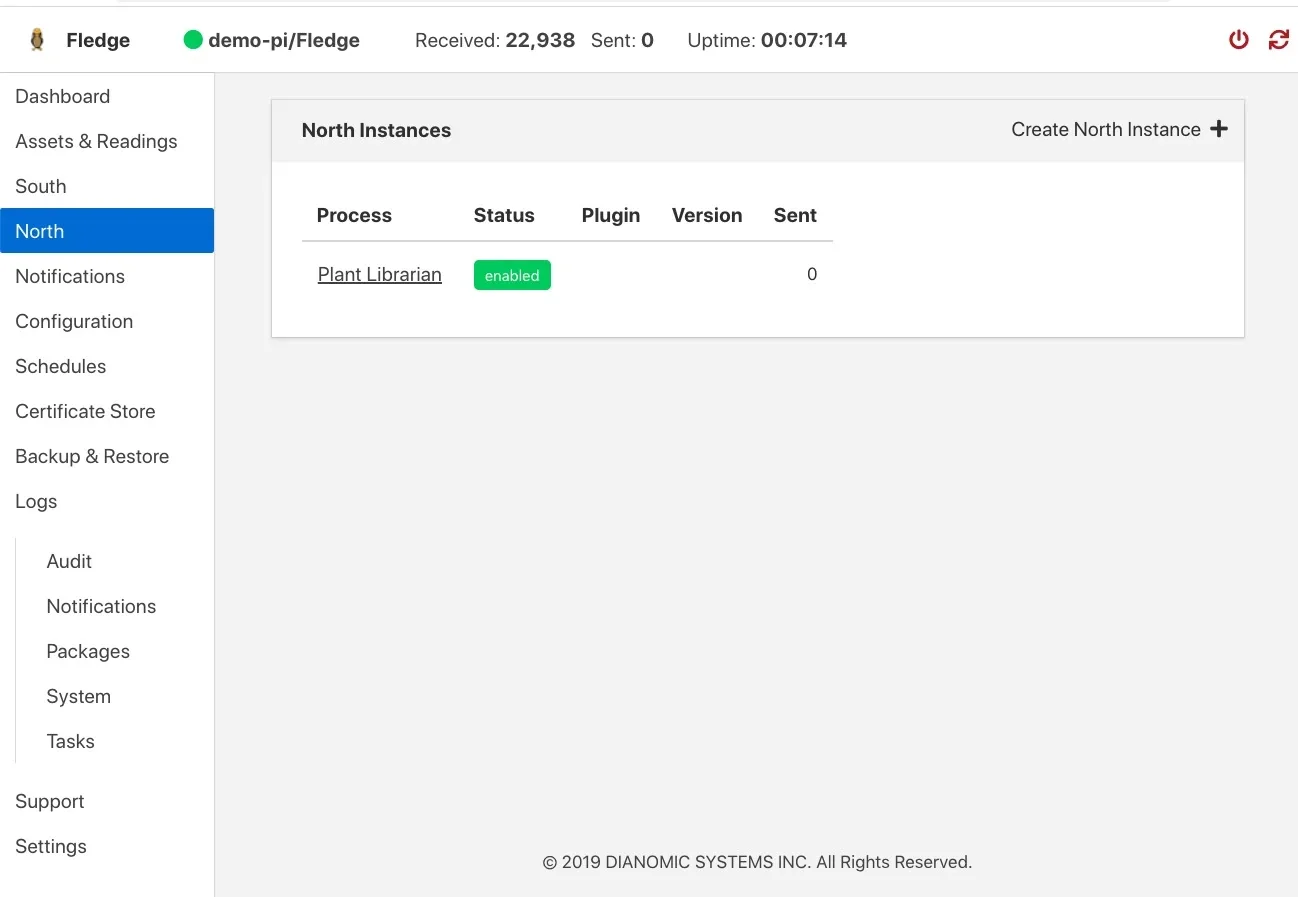 Fledge demo-pi/Fledge Received: 22,938 Sent: 0 Uptime: 00:07:14
Dashboard
Assets & Readings
South
North
Notifications
Configuration
Schedules
Certificate Store
Backup & Restore
Logs
Audit
Notifications
Packages
System
Tasks
Support
Settings
North Instances Create North Instance
Process Status Plugin Version Sent
Plant Librarian enabled 0
© 2019 DIANOMIC SYSTEMS INC. All Rights Reserved.